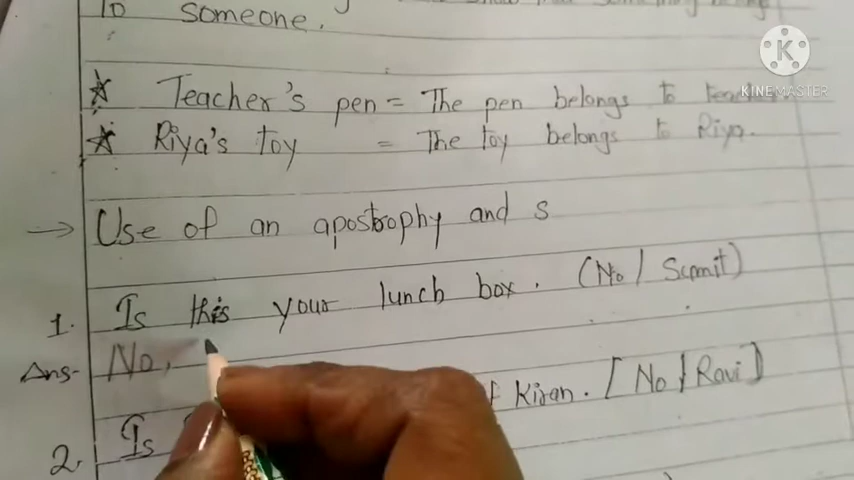 To someone.
Teacher's pen = The pen belongs to teacher.
Riya's toy = The toy belongs to Riya.
→ Use of an apostrophy and s
1. Is this your lunch box. (No / Sumit)
Ans- No,
2. Is Kiran. [No / Ravi]
KINEMASTER